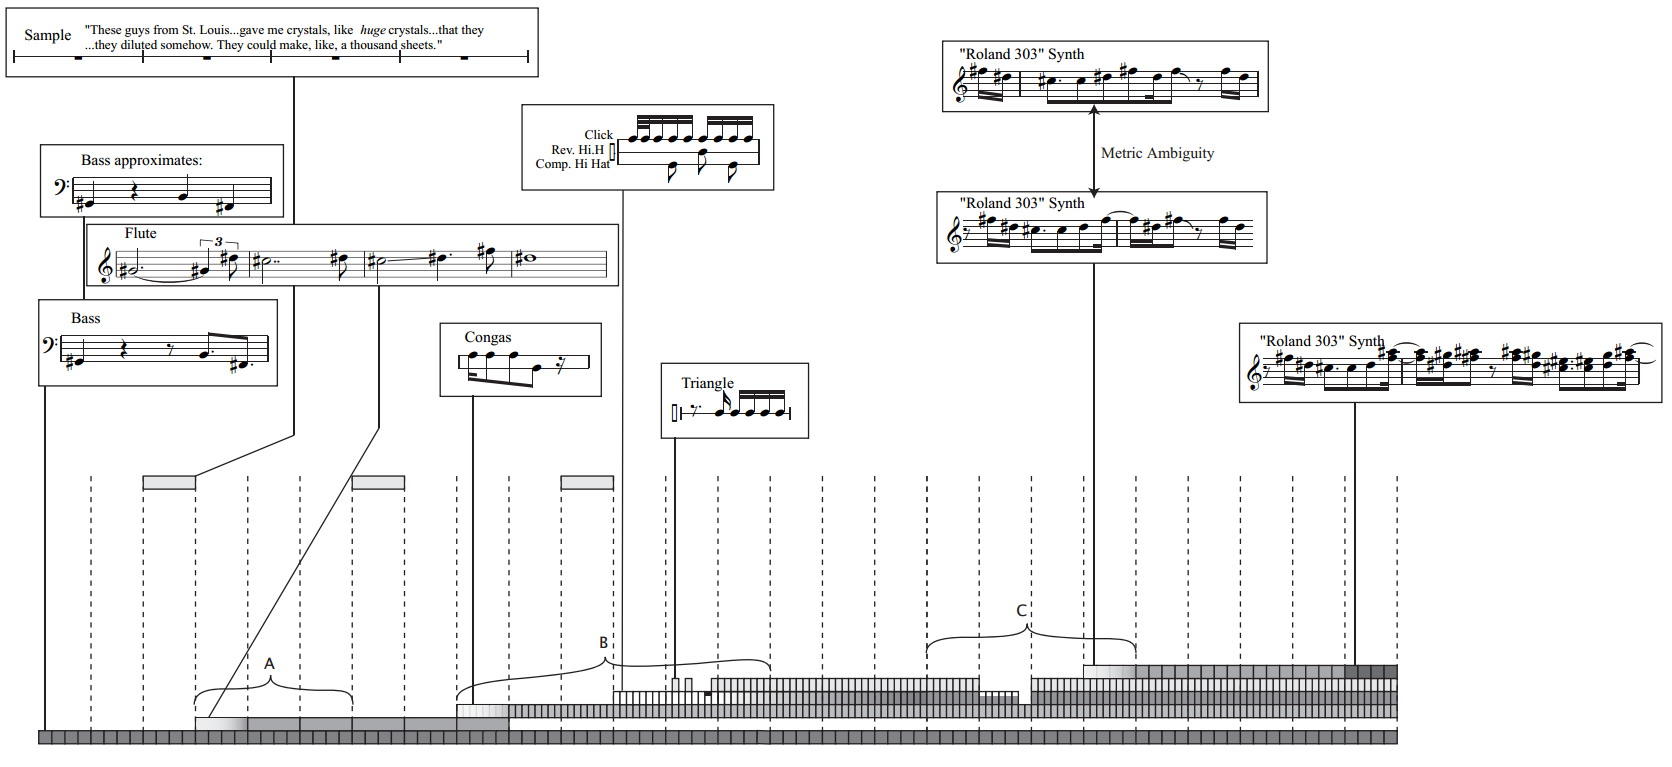 Sample "These guys from St. Louis...gave me crystals, like huge crystals...that they
...they diluted somehow. They could make, like, a thousand sheets."
"Roland 303" Synth
Click
Rev. Hi.H
Comp. Hi Hat
Metric Ambiguity
Bass approximates:
"Roland 303" Synth
Flute
3
Bass
Congas
"Roland 303" Synth
Triangle
A
B
C